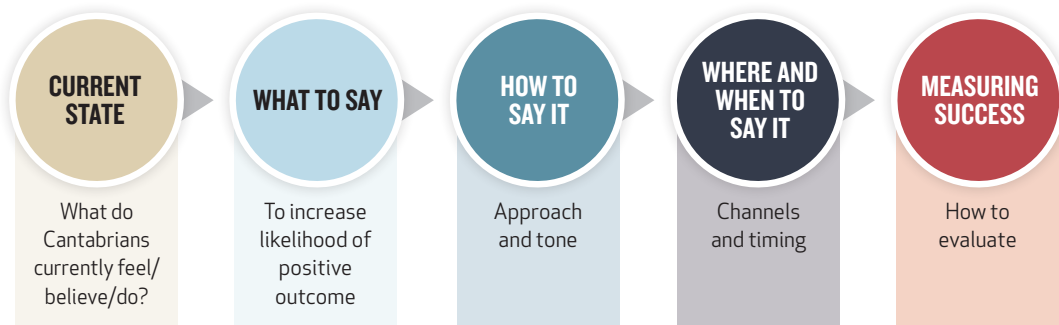 CURRENT
STATE
What do
Cantabrians
currently feel/
believe/do?
WHAT TO SAY
To increase
likelihood of
positive
outcome
HOW TO
SAY IT
Approach
and tone
WHERE AND
WHEN TO
SAY IT
Channels
and timing
MEASURING
SUCCESS
How to
evaluate